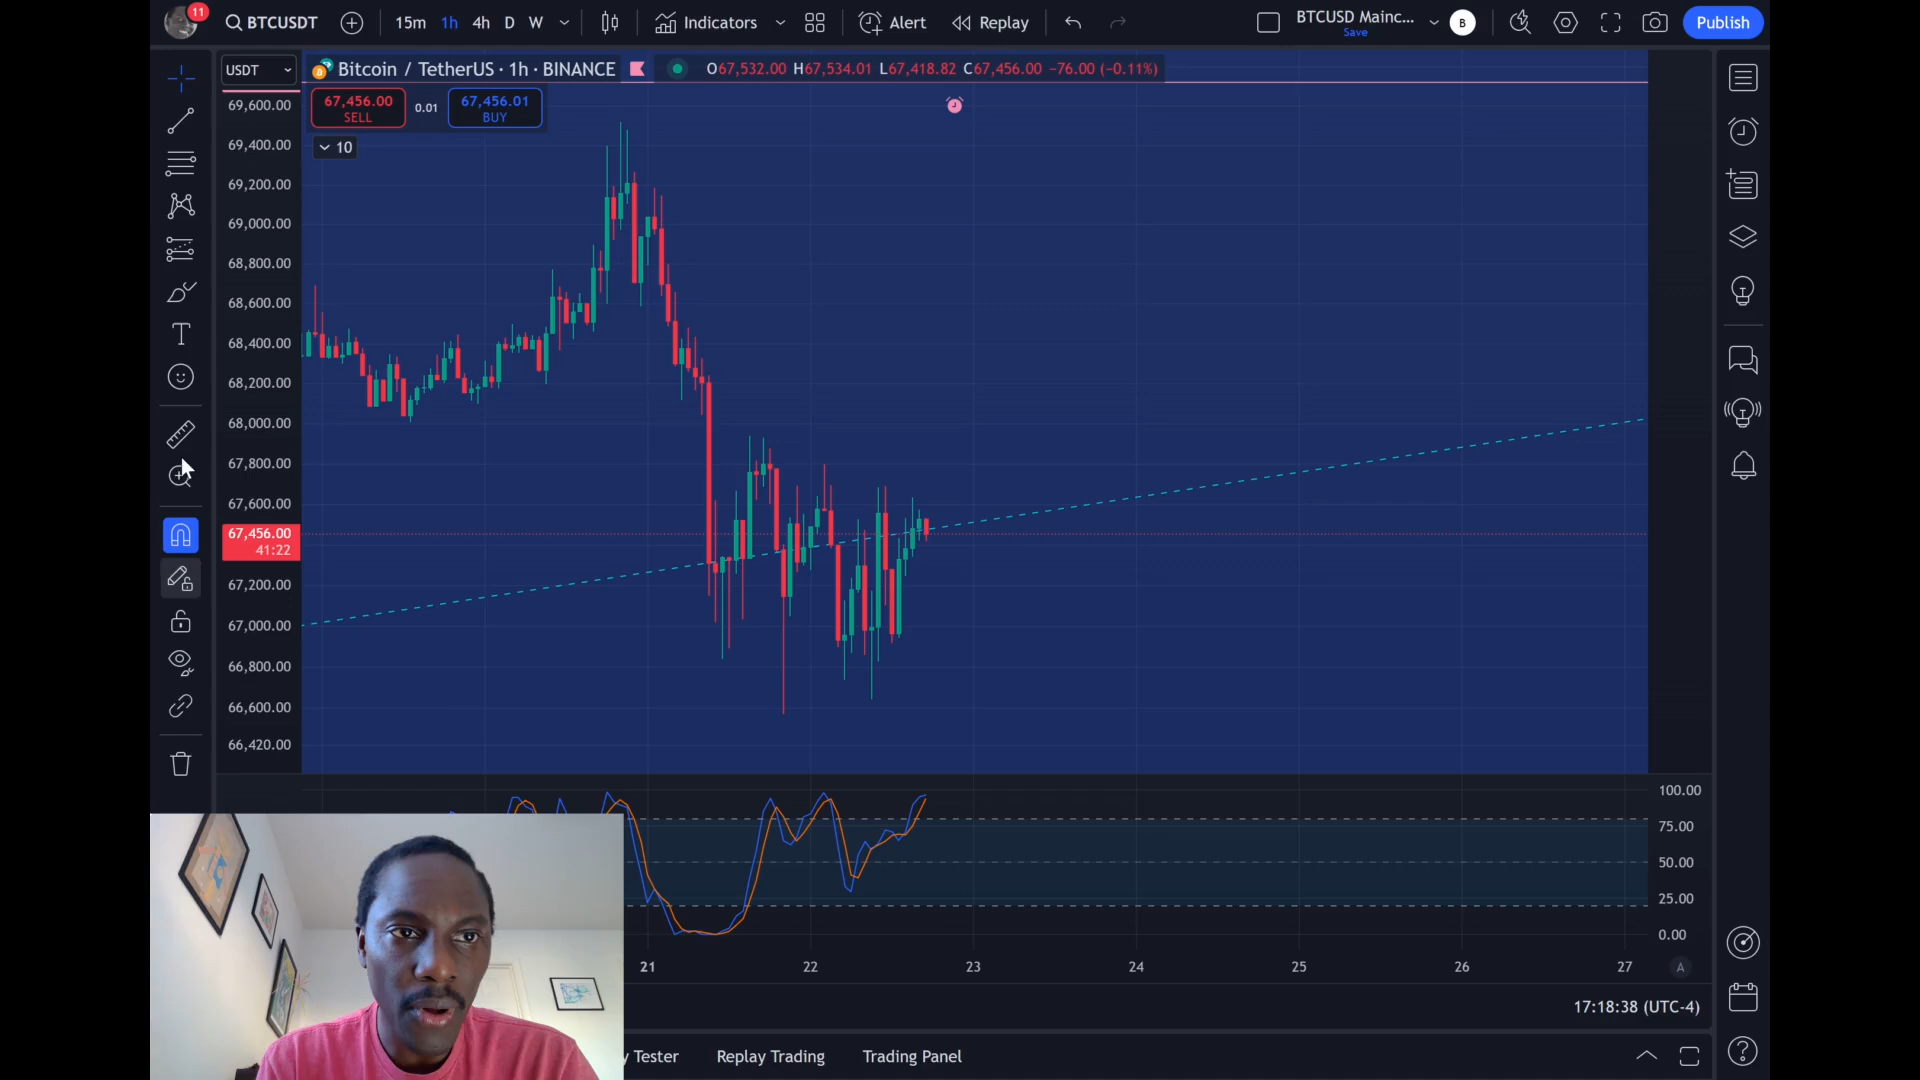 11
BTCUSDT
15m 1h 4h D W
Indicators
Alert
Replay
BTCUSD Mainc...
Save
B
Publish
USDT
Bitcoin / TetherUS · 1h · BINANCE
O67,532.00 H67,534.01 L67,418.82 C67,456.00 −76.00 (−0.11%)
67,456.00
SELL
0.01
67,456.01
BUY
10
69,600.00
69,400.00
69,200.00
69,000.00
68,800.00
68,600.00
68,400.00
68,200.00
68,000.00
67,800.00
67,600.00
67,456.00
41:22
67,200.00
67,000.00
66,800.00
66,600.00
66,420.00
100.00
75.00
50.00
25.00
0.00
21 22 23 24 25 26 27
A
17:18:38 (UTC-4)
y Tester
Replay Trading
Trading Panel